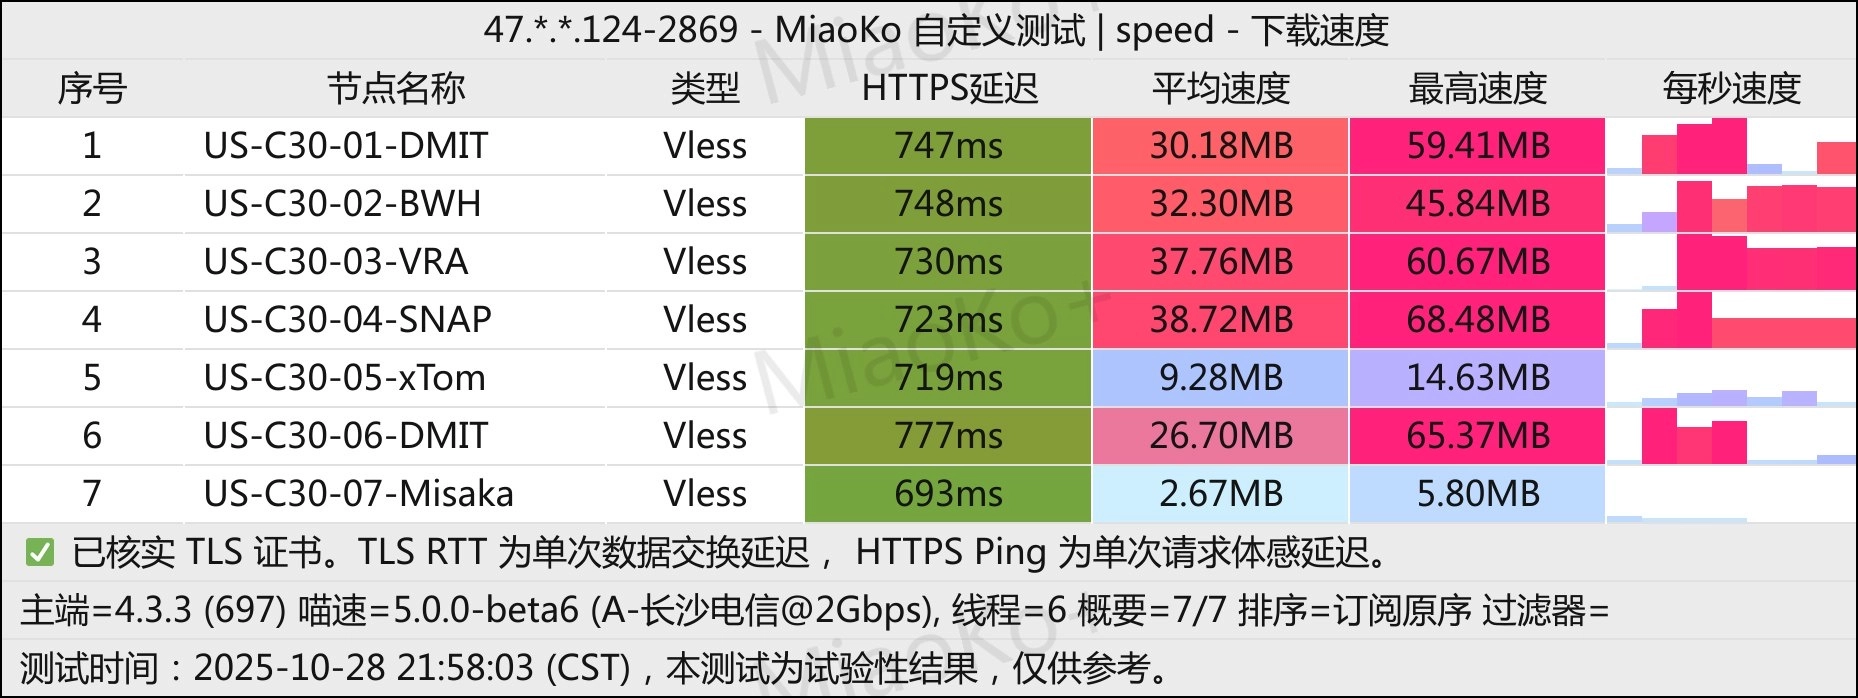 47.*.*.124-2869 - MiaoKo 自定义测试 | speed - 下载速度
序号 节点名称 类型 HTTPS延迟 平均速度 最高速度 每秒速度
1 US-C30-01-DMIT Vless 747ms 30.18MB 59.41MB
2 US-C30-02-BWH Vless 748ms 32.30MB 45.84MB
3 US-C30-03-VRA Vless 730ms 37.76MB 60.67MB
4 US-C30-04-SNAP Vless 723ms 38.72MB 68.48MB
5 US-C30-05-xTom Vless 719ms 9.28MB 14.63MB
6 US-C30-06-DMIT Vless 777ms 26.70MB 65.37MB
7 US-C30-07-Misaka Vless 693ms 2.67MB 5.80MB
✅ 已核实 TLS 证书。TLS RTT 为单次数据交换延迟，HTTPS Ping 为单次请求体感延迟。
主端=4.3.3 (697) 喵速=5.0.0-beta6 (A-长沙电信@2Gbps), 线程=6 概要=7/7 排序=订阅原序 过滤器=
测试时间：2025-10-28 21:58:03 (CST)，本测试为试验性结果，仅供参考。
MiaoKo+
MiaoKo+
MiaoKo+